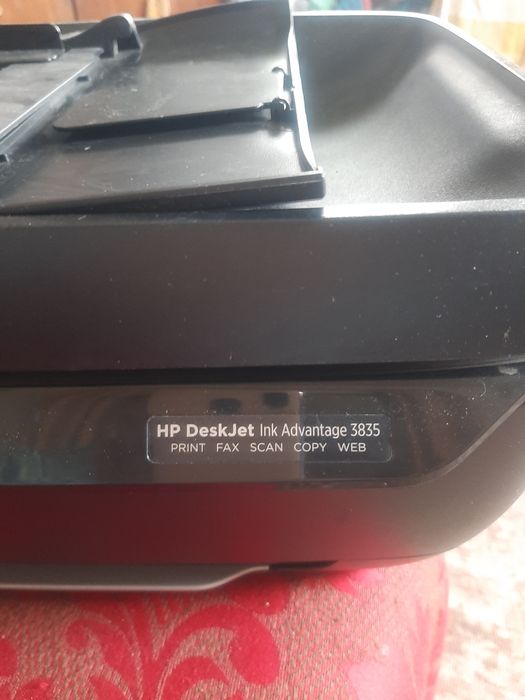 HP DeskJet Ink Advantage 3835
PRINT FAX SCAN COPY WEB